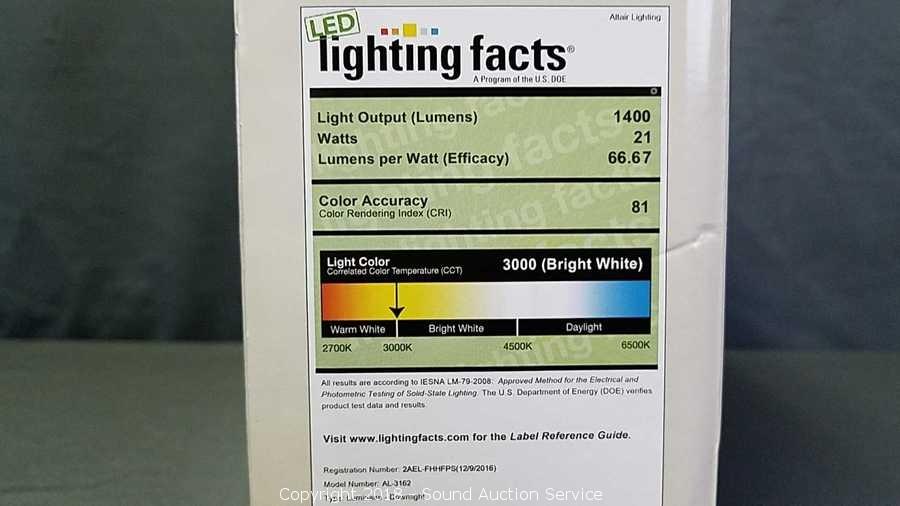 LED
Altair Lighting
lighting facts®
A Program of the U.S. DOE
Light Output (Lumens) 1400
Watts 21
Lumens per Watt (Efficacy) 66.67
Color Accuracy
Color Rendering Index (CRI) 81
Light Color
Correlated Color Temperature (CCT) 3000 (Bright White)
Warm White Bright White Daylight
2700K 3000K 4500K 6500K
All results are according to IESNA LM-79-2008: Approved Method for the Electrical and
Photometric Testing of Solid-State Lighting. The U.S. Department of Energy (DOE) verifies
product test data and results.
Visit www.lightingfacts.com for the Label Reference Guide.
Registration Number: 2AEL-FHHFPS(12/9/2016)
Model Number: AL-3162
Copyright 2018 - Sound Auction Service
Type: